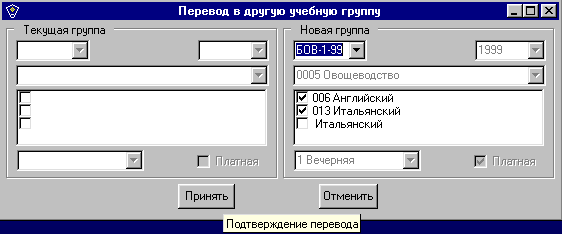 Перевод в другую учебную группу
Текущая группа
Платная
Новая группа
БОВ-1-99
1999
0005 Овощеводство
006 Английский
013 Итальянский
Итальянский
1 Вечерняя
Платная
Принять
Отменить
Подтверждение перевода